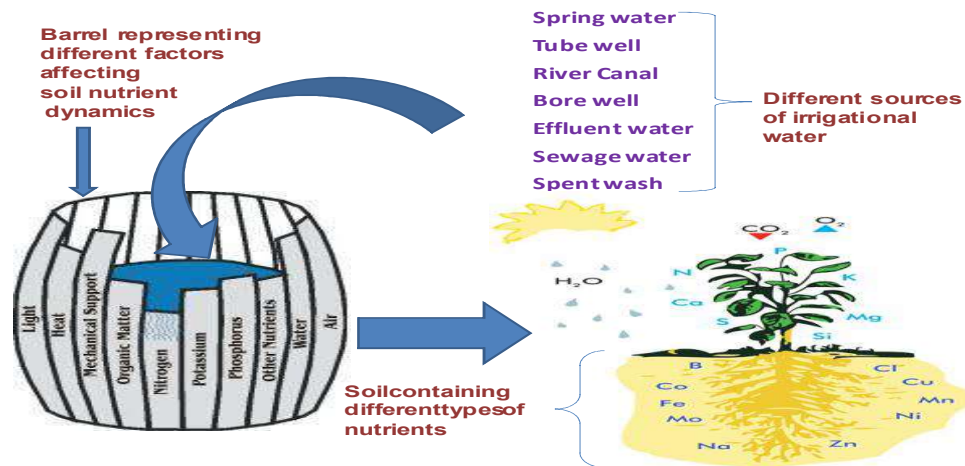 Barrel representing
different factors
affecting
soil nutrient
dynamics
Spring water
Tube well
River Canal
Bore well
Effluent water
Sewage water
Spent wash
Different sources
of irrigational
water
Light
Heat
Mechanical Support
Organic Matter
Nitrogen
Potassium
Phosphorus
Other Nutrients
Water
Air
CO₂
O₂
H₂O
P
N
K
Ca
Mg
S
Si
Soilcontaining
differenttypesof
nutrients
B
Cl
Co
Cu
Fe
Mn
Mo
Ni
Na
Zn